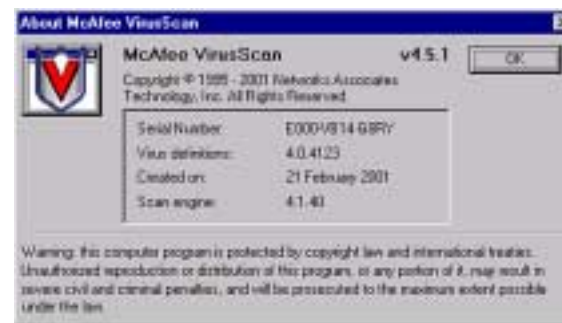 About McAfee VirusScan
McAfee VirusScan v4.5.1
OK
Copyright © 1995 - 2001 Networks Associates
Technology, Inc. All Rights Reserved.
Serial Number:
Virus definitions: 4.0.4123
Created on: 21 February 2001
Scan engine: 4.1.40
Warning: this computer program is protected by copyright law and international treaties.
Unauthorized reproduction or distribution of this program, or any portion of it, may result in
severe civil and criminal penalties, and will be prosecuted to the maximum extent possible
under the law.